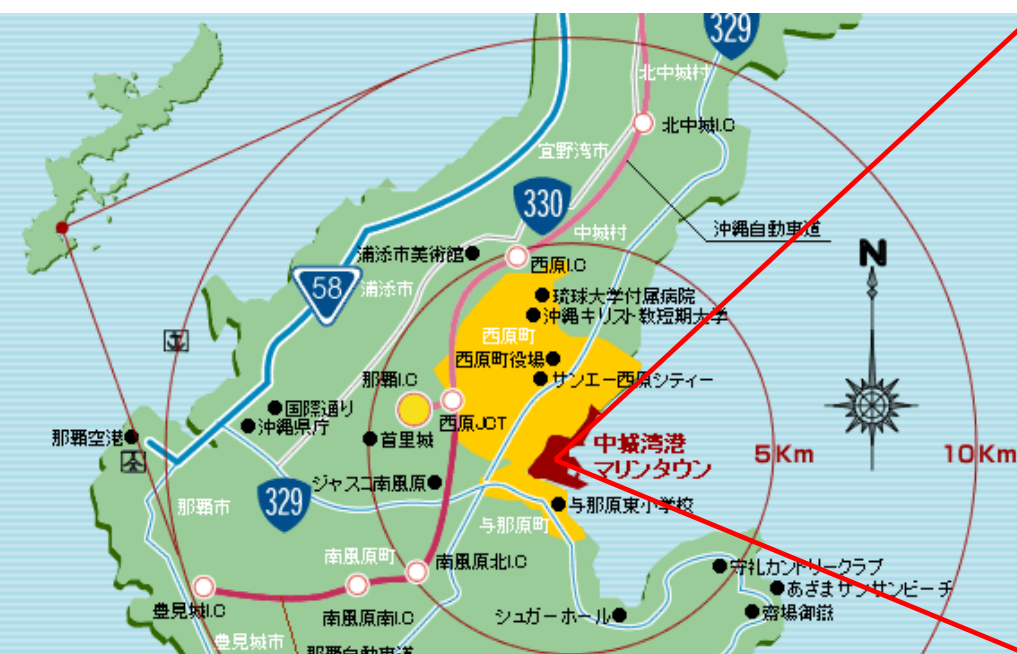 329
北中城村
北中城I.C
宜野湾市
330
中城村
沖縄自動車道
N
浦添市美術館
西原I.C
58
浦添市
琉球大学付属病院
沖縄キリスト教短期大学
西原町
西原町役場
那覇I.C
サンエー西原シティー
国際通り
沖縄県庁
西原JCT
首里城
那覇空港
中城湾港
マリンタウン
5Km
10Km
ジャスコ南風原
那覇市
329
与那原東小学校
与那原町
南風原町
南風原北I.C
守礼カントリークラブ
あざまサンサンビーチ
豊見城I.C
南風原南I.C
シュガーホール
斎場御嶽
豊見城市
那覇自動車道